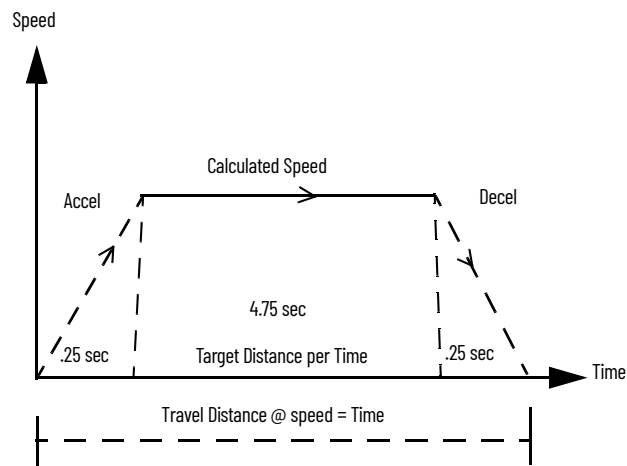 Speed
Calculated Speed
Accel
Decel
4.75 sec
.25 sec
Target Distance per Time
.25 sec
Time
Travel Distance @ speed = Time